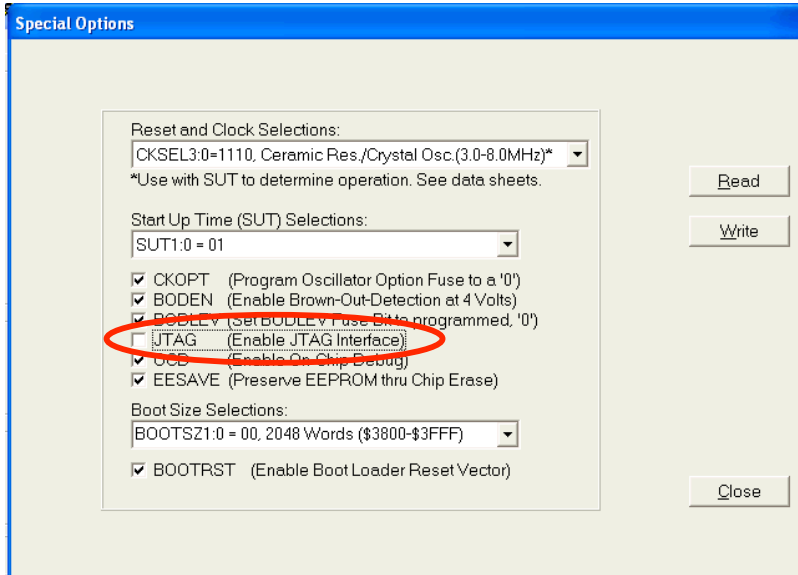 Special Options
Reset and Clock Selections:
CKSEL3:0=1110, Ceramic Res./Crystal Osc.(3.0-8.0MHz)*
*Use with SUT to determine operation. See data sheets.
Read
Start Up Time (SUT) Selections:
Write
SUT1:0 = 01
CKOPT (Program Oscillator Option Fuse to a '0')
BODEN (Enable Brown-Out-Detection at 4 Volts)
BODLEV (Set BODLEV Fuse Bit to programmed, '0')
JTAG (Enable JTAG Interface)
OCD (Enable On Chip Debug)
EESAVE (Preserve EEPROM thru Chip Erase)
Boot Size Selections:
BOOTSZ1:0 = 00, 2048 Words ($3800-$3FFF)
BOOTRST (Enable Boot Loader Reset Vector)
Close